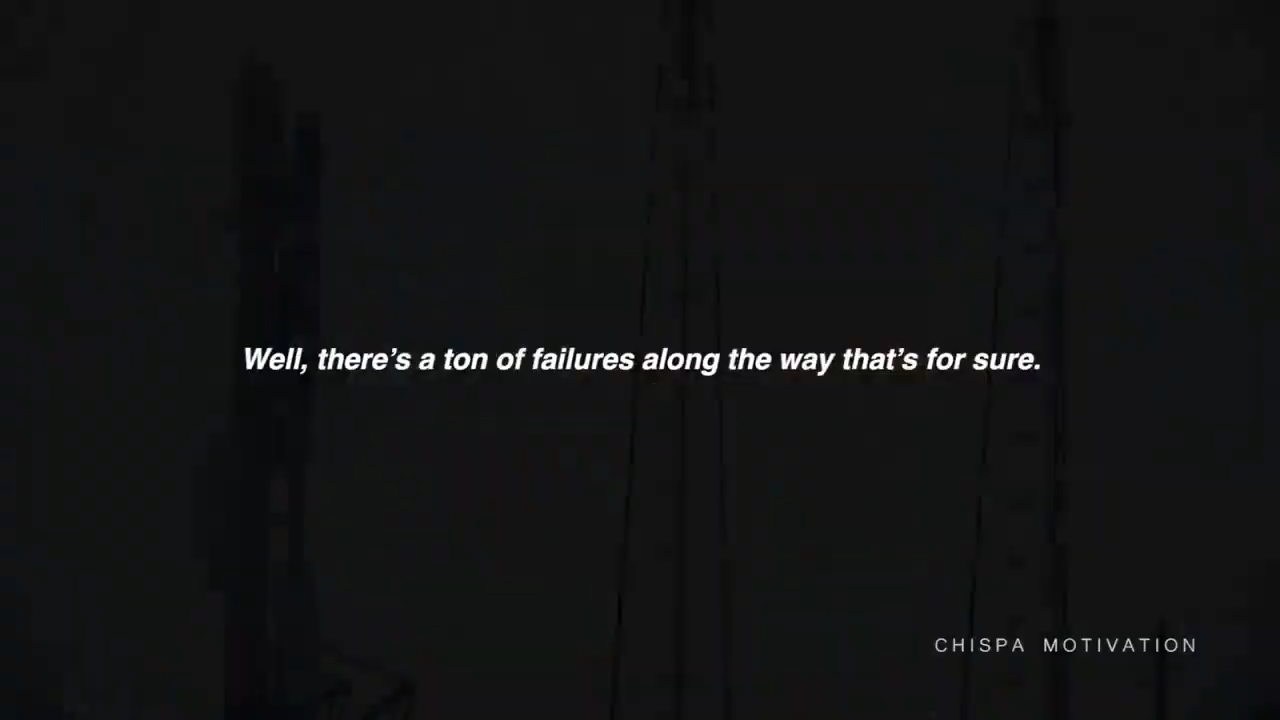 Well, there’s a ton of failures along the way that’s for sure.
CHISPA MOTIVATION